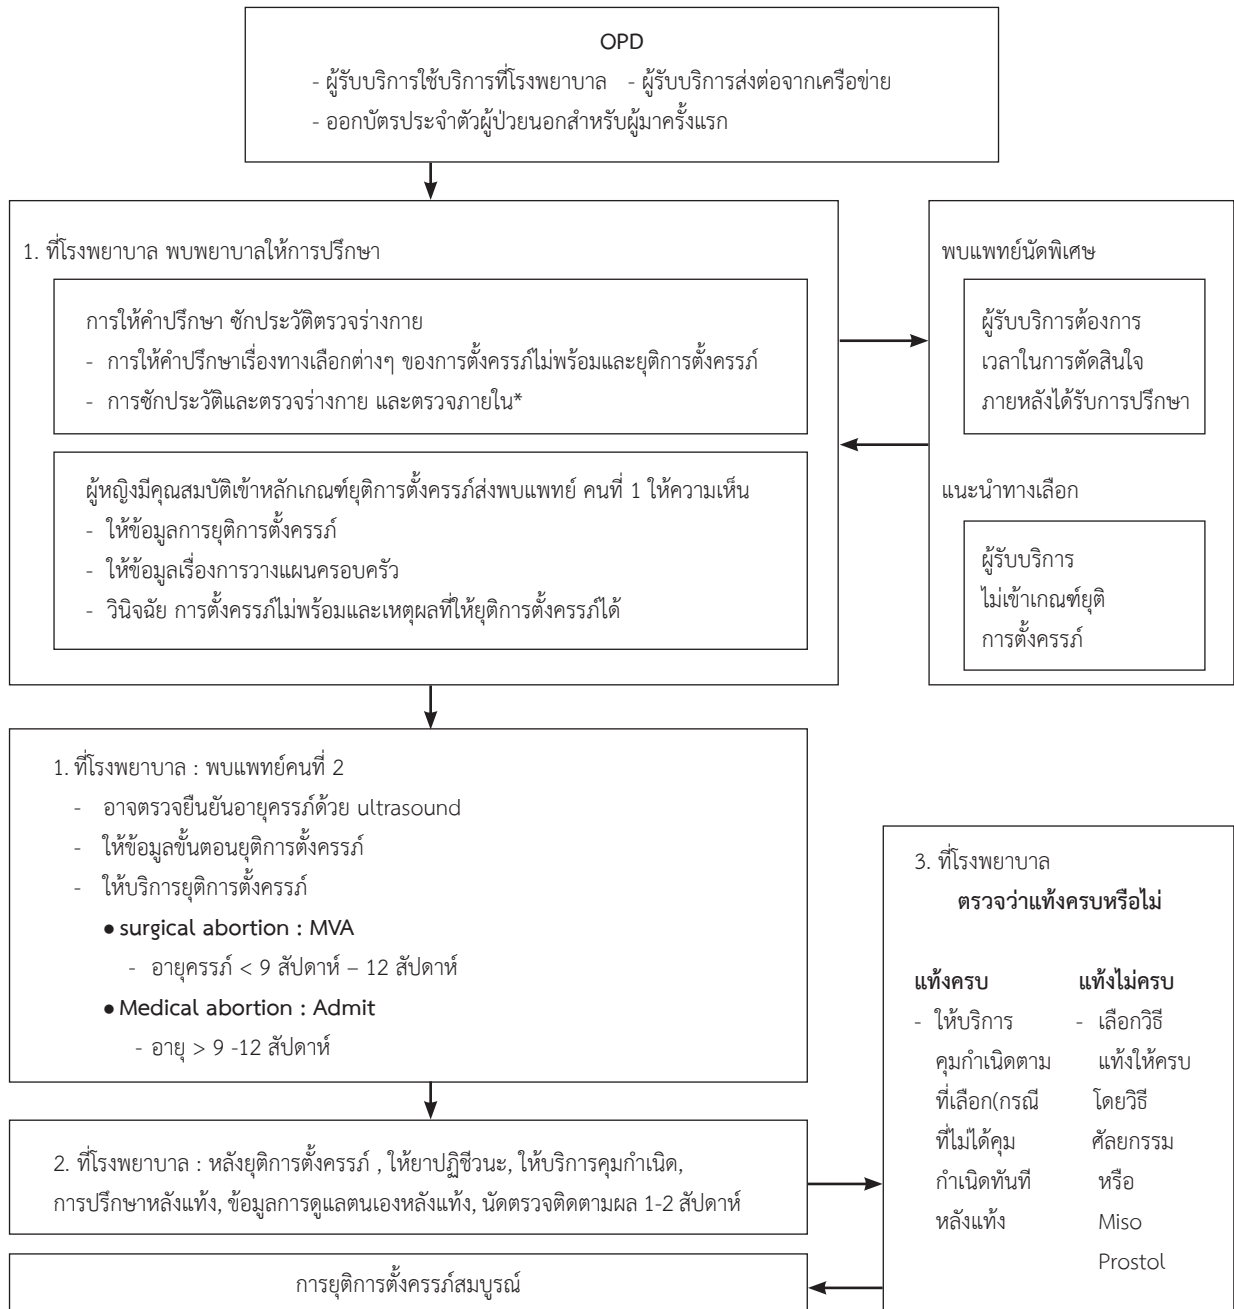 OPD
- ผู้รับบริการใช้บริการที่โรงพยาบาล - ผู้รับบริการส่งต่อจากเครือข่าย
- ออกบัตรประจำตัวผู้ป่วยนอกสำหรับผู้มาครั้งแรก
1. ที่โรงพยาบาล พบพยาบาลให้การปรึกษา
การให้คำปรึกษา ซักประวัติตรวจร่างกาย
- การให้คำปรึกษาเรื่องทางเลือกต่างๆ ของการตั้งครรภ์ไม่พร้อมและยุติการตั้งครรภ์
- การซักประวัติและตรวจร่างกาย และตรวจภายใน*
ผู้หญิงมีคุณสมบัติเข้าหลักเกณฑ์ยุติการตั้งครรภ์ส่งพบแพทย์ คนที่ 1 ให้ความเห็น
- ให้ข้อมูลการยุติการตั้งครรภ์
- ให้ข้อมูลเรื่องการวางแผนครอบครัว
- วินิจฉัย การตั้งครรภ์ไม่พร้อมและเหตุผลที่ให้ยุติการตั้งครรภ์ได้
พบแพทย์นัดพิเศษ
ผู้รับบริการต้องการ
เวลาในการตัดสินใจ
ภายหลังได้รับการปรึกษา
แนะนำทางเลือก
ผู้รับบริการ
ไม่เข้าเกณฑ์ยุติ
การตั้งครรภ์
1. ที่โรงพยาบาล : พบแพทย์คนที่ 2
- อาจตรวจยืนยันอายุครรภ์ด้วย ultrasound
- ให้ข้อมูลขั้นตอนยุติการตั้งครรภ์
- ให้บริการยุติการตั้งครรภ์
● surgical abortion : MVA
- อายุครรภ์ < 9 สัปดาห์ – 12 สัปดาห์
● Medical abortion : Admit
- อายุ > 9 -12 สัปดาห์
2. ที่โรงพยาบาล : หลังยุติการตั้งครรภ์ , ให้ยาปฏิชีวนะ, ให้บริการคุมกำเนิด,
การปรึกษาหลังแท้ง, ข้อมูลการดูแลตนเองหลังแท้ง, นัดตรวจติดตามผล 1-2 สัปดาห์
3. ที่โรงพยาบาล
ตรวจว่าแท้งครบหรือไม่
แท้งครบ
- ให้บริการ
คุมกำเนิดตาม
ที่เลือก(กรณี
ที่ไม่ได้คุม
กำเนิดทันที
หลังแท้ง
แท้งไม่ครบ
- เลือกวิธี
แท้งให้ครบ
โดยวิธี
ศัลยกรรม
หรือ
Miso
Prostol
การยุติการตั้งครรภ์สมบูรณ์